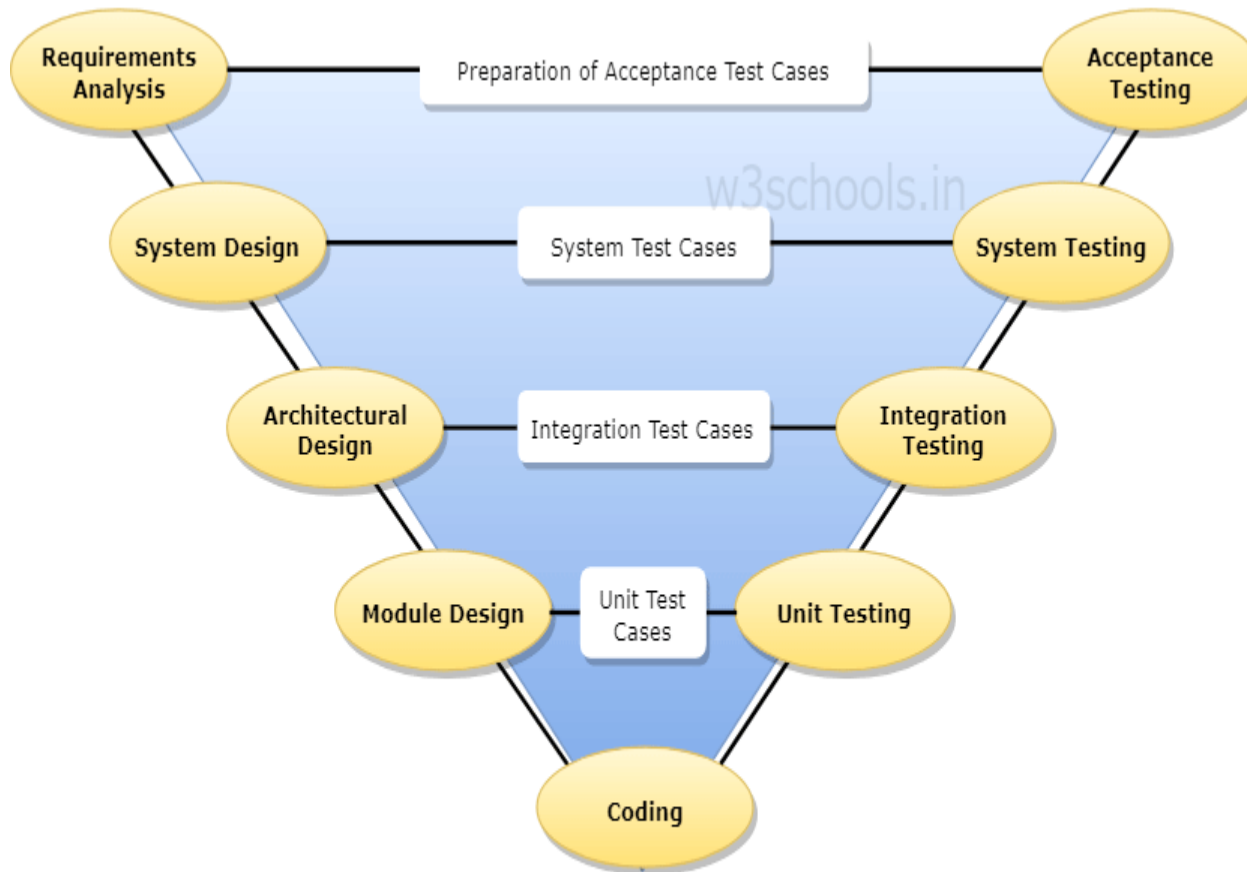 Requirements
Analysis
Preparation of Acceptance Test Cases
Acceptance
Testing
w3schools.in
System Design
System Test Cases
System Testing
Architectural
Design
Integration Test Cases
Integration
Testing
Module Design
Unit Test
Cases
Unit Testing
Coding